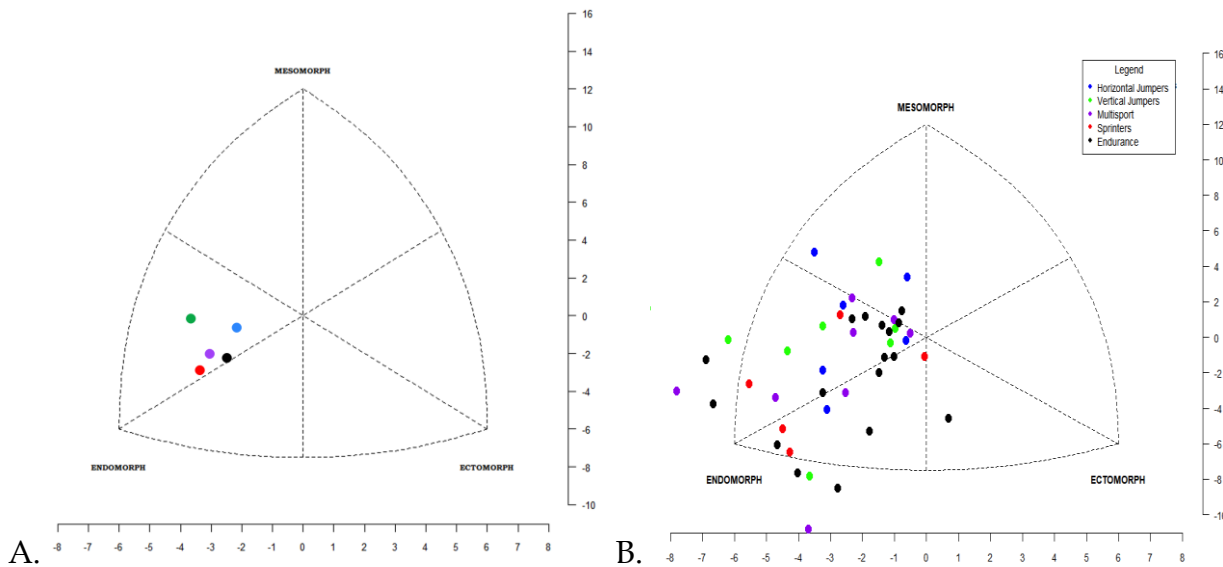 MESOMORPH
ENDOMORPH
ECTOMORPH
16
14
12
10
8
6
4
2
0
-2
-4
-6
-8
-10
-8 -7 -6 -5 -4 -3 -2 -1 0 1 2 3 4 5 6 7 8
A.
Legend
Horizontal Jumpers
Vertical Jumpers
Multisport
Sprinters
Endurance
MESOMORPH
ENDOMORPH
ECTOMORPH
16
14
12
10
8
6
4
2
0
-2
-4
-6
-8
-10
-8 -7 -6 -5 -4 -3 -2 -1 0 1 2 3 4 5 6 7 8
B.